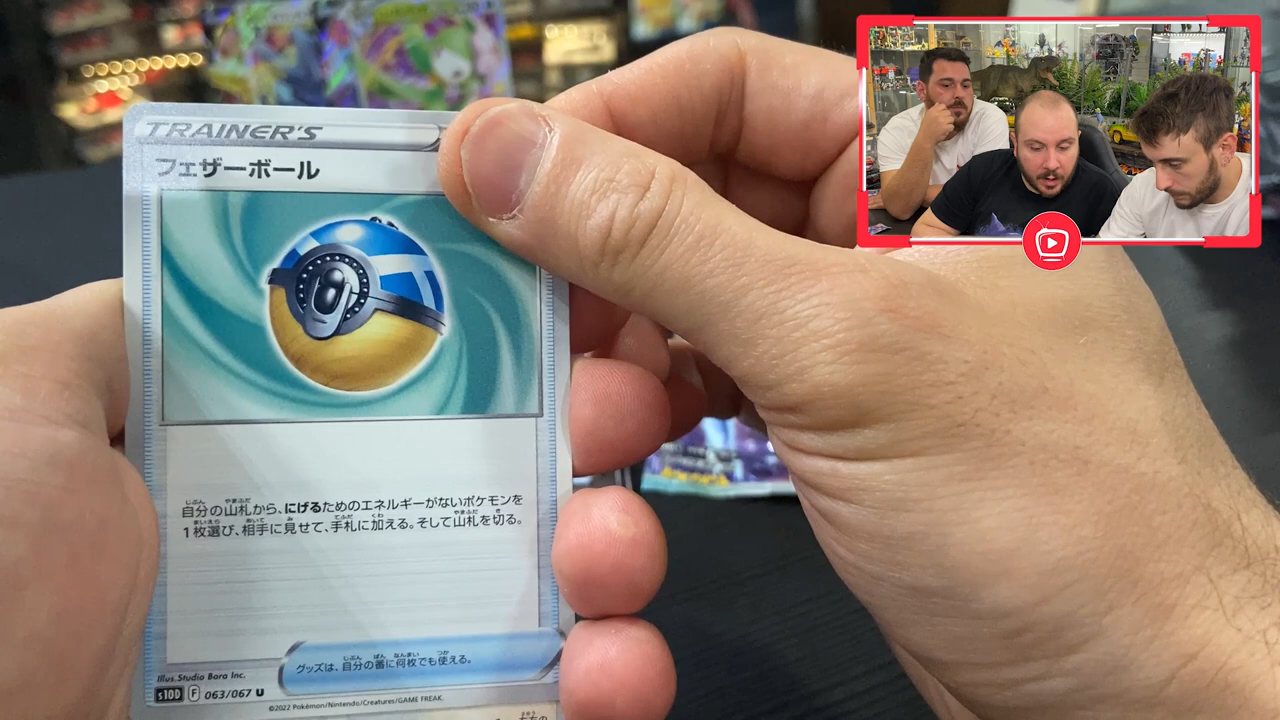 TRAINER'S
フェザーボール
自分の山札から、にげるためのエネルギーがないポケモンを
1枚選び、相手に見せて、手札に加える。そして山札を切る。
グッズは、自分の番に何枚でも使える。
Illus.Studio Bora Inc.
s10D F 063/067 U
©2022 Pokémon/Nintendo/Creatures/GAME FREAK.